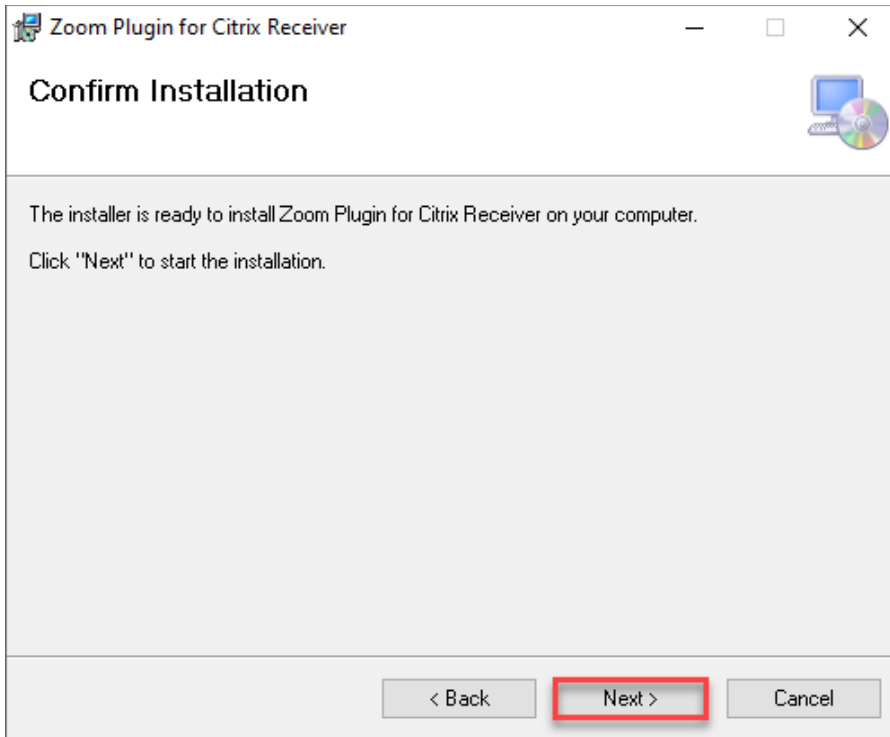 Zoom Plugin for Citrix Receiver
Confirm Installation
The installer is ready to install Zoom Plugin for Citrix Receiver on your computer.
Click "Next" to start the installation.
< Back
Next >
Cancel